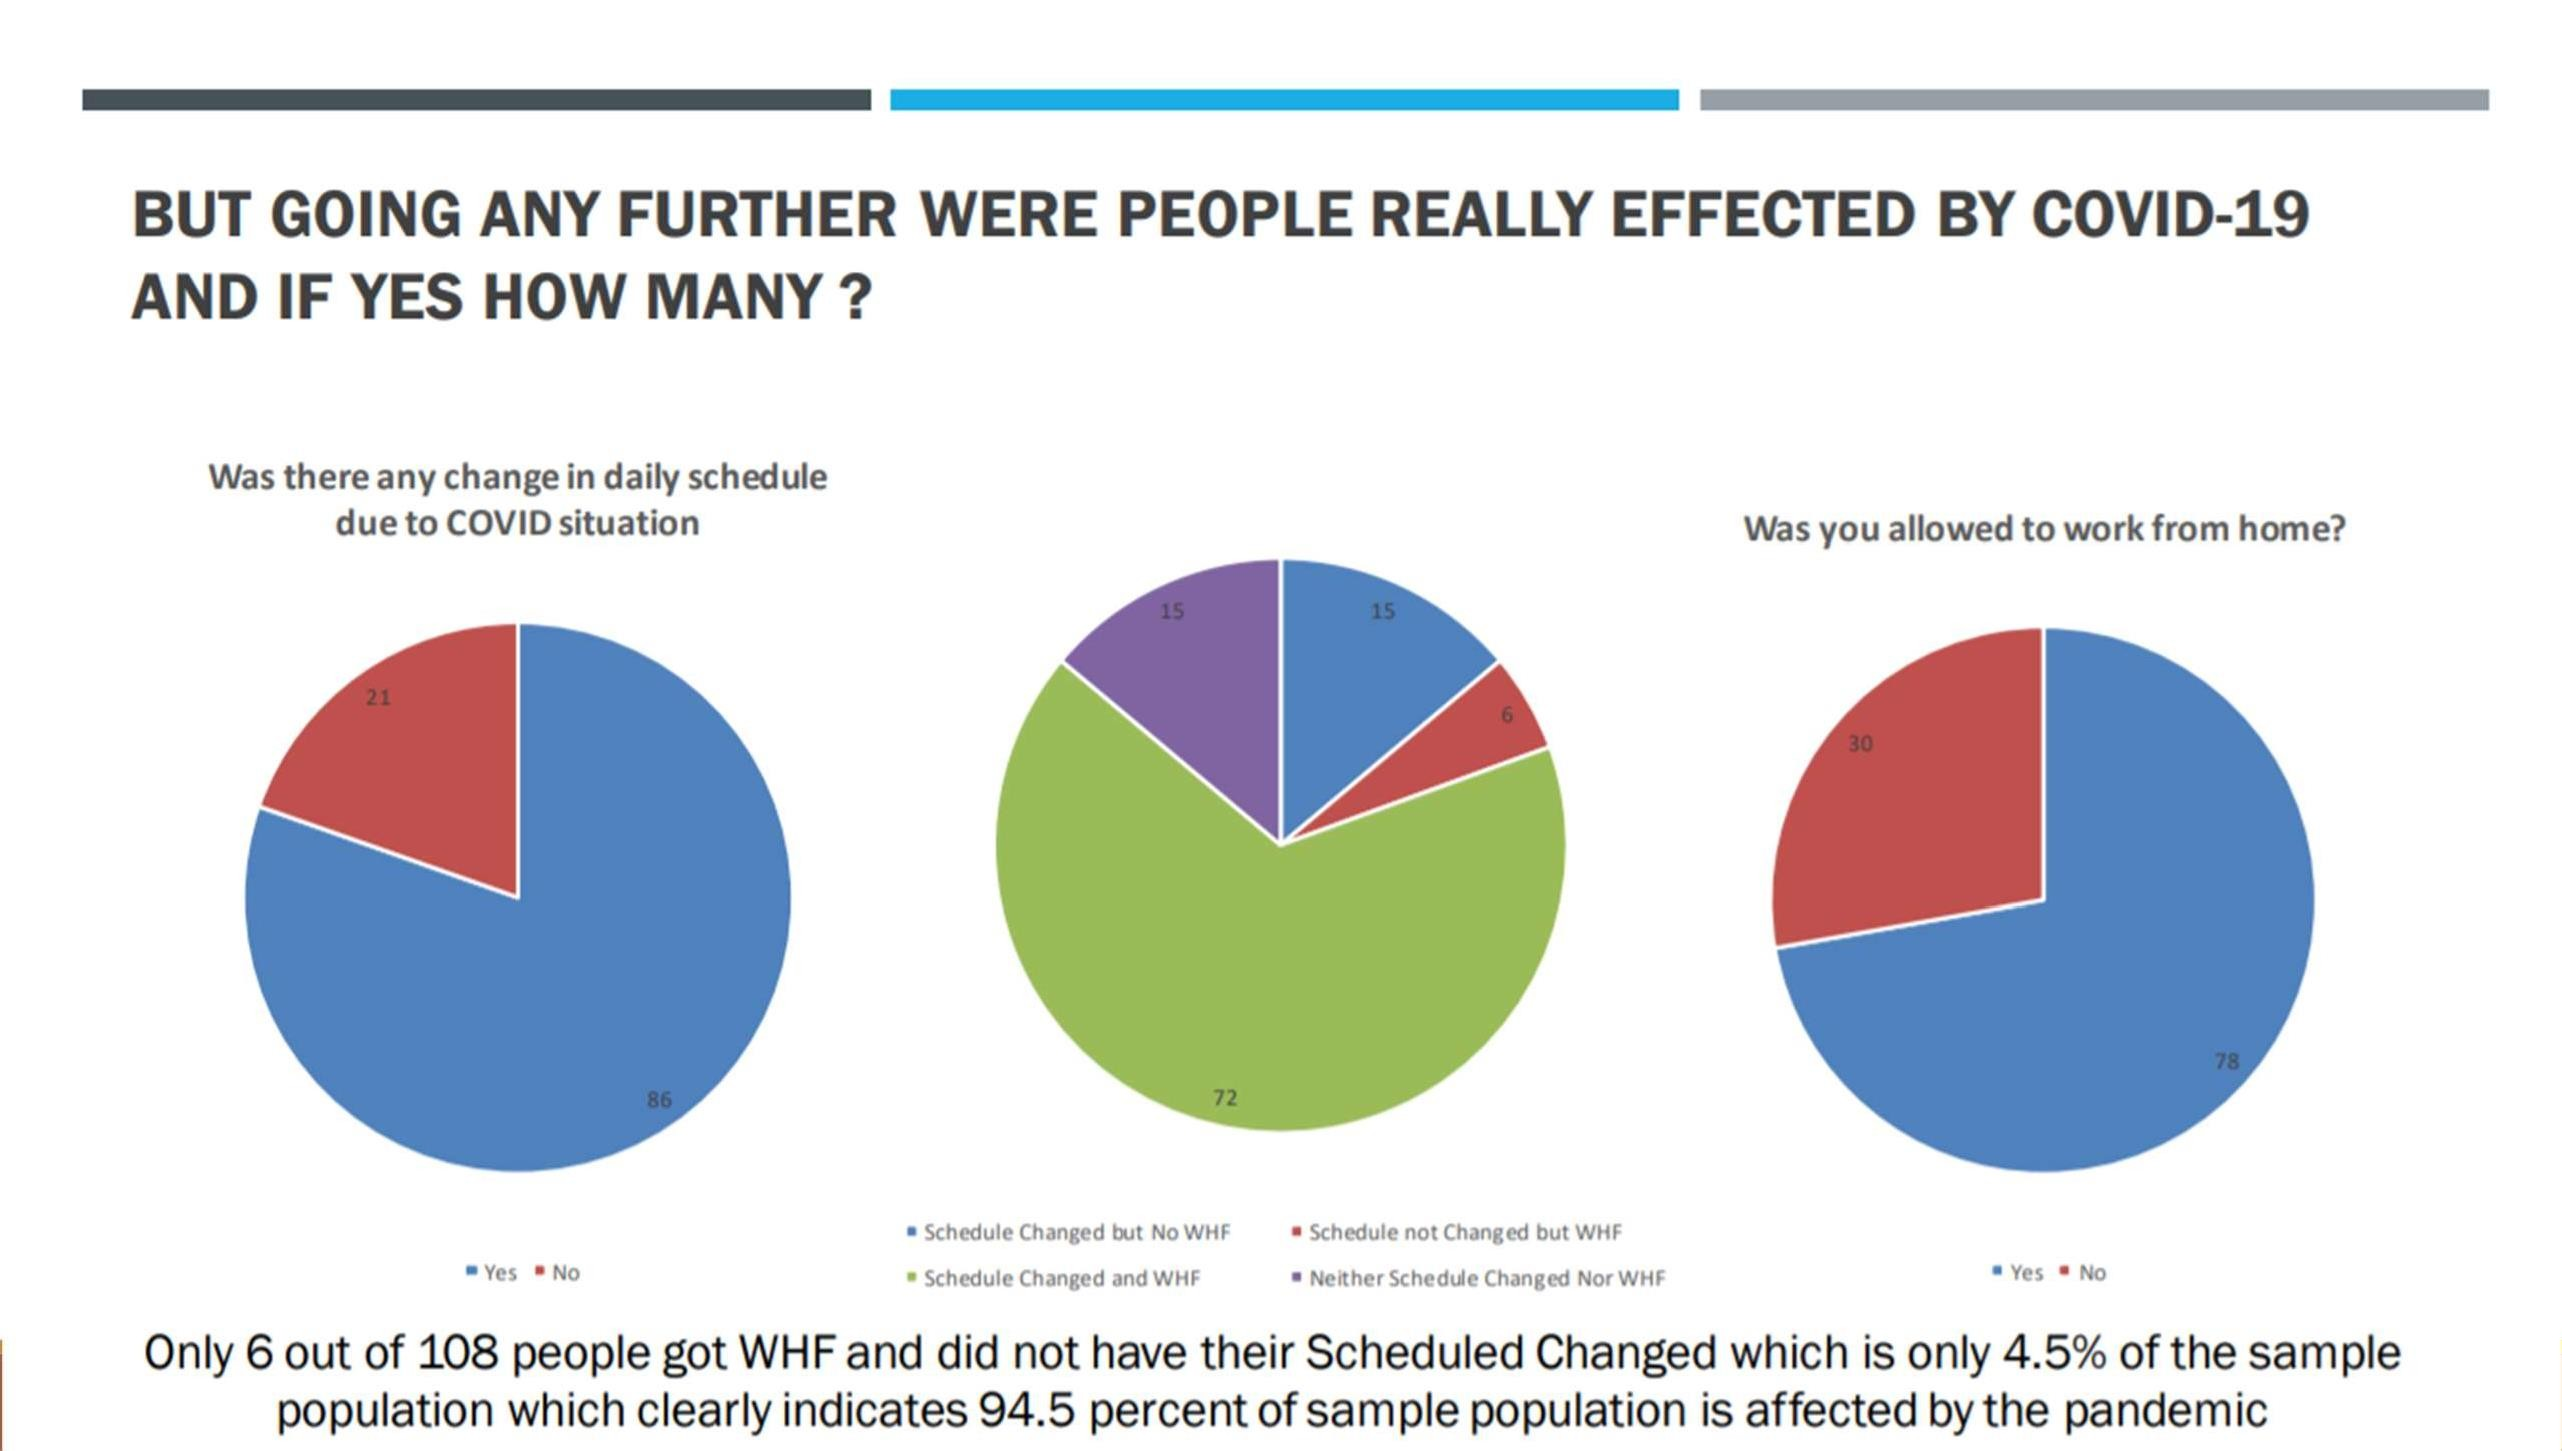 BUT GOING ANY FURTHER WERE PEOPLE REALLY EFFECTED BY COVID-19
AND IF YES HOW MANY ?
Was there any change in daily schedule
due to COVID situation
21
86
Yes No
15
15
6
72
Schedule Changed but No WHF
Schedule not Changed but WHF
Schedule Changed and WHF
Neither Schedule Changed Nor WHF
Was you allowed to work from home?
30
78
Yes No
Only 6 out of 108 people got WHF and did not have their Scheduled Changed which is only 4.5% of the sample
population which clearly indicates 94.5 percent of sample population is affected by the pandemic